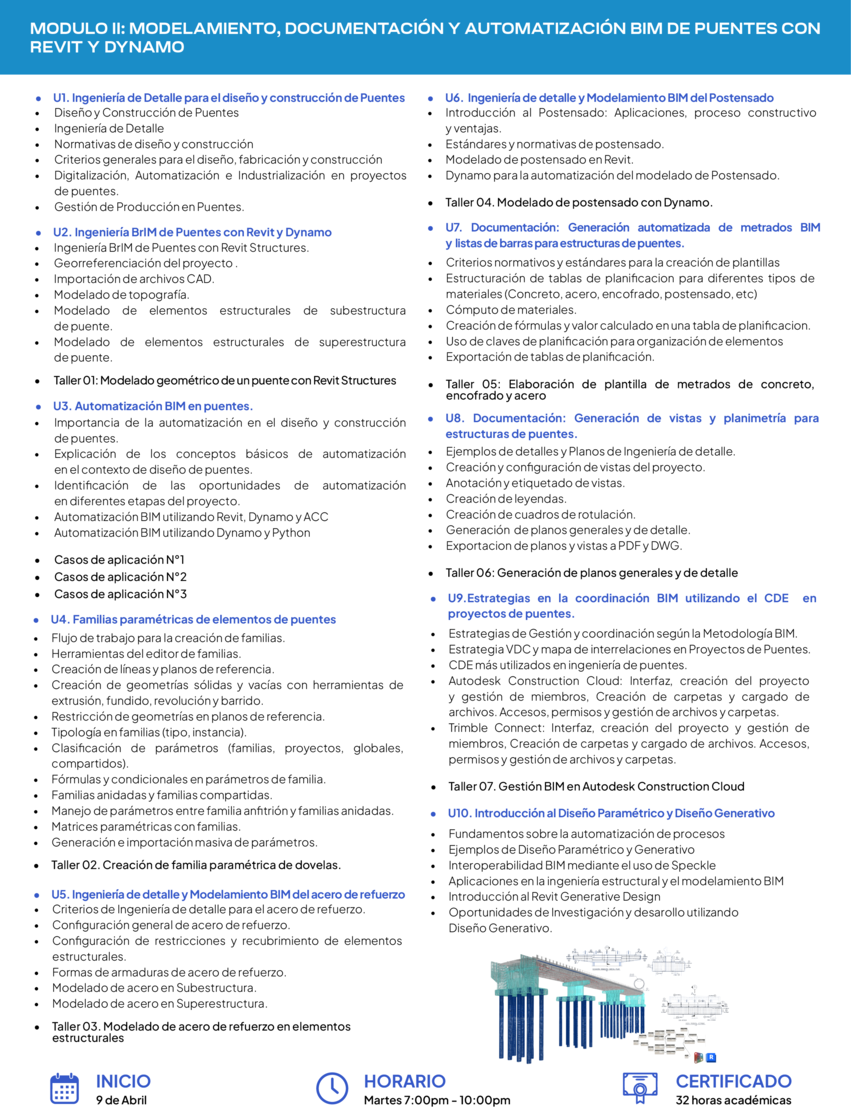 MODULO II: MODELAMIENTO, DOCUMENTACIÓN Y AUTOMATIZACIÓN BIM DE PUENTES CON
REVIT Y DYNAMO
• U1. Ingeniería de Detalle para el diseño y construcción de Puentes
• Diseño y Construcción de Puentes
• Ingeniería de Detalle
• Normativas de diseño y construcción
• Criterios generales para el diseño, fabricación y construcción
• Digitalización, Automatización e Industrialización en proyectos
de puentes.
• Gestión de Producción en Puentes.
• U2. Ingeniería BrIM de Puentes con Revit y Dynamo
• Ingeniería BrIM de Puentes con Revit Structures.
• Georreferenciación del proyecto .
• Importación de archivos CAD.
• Modelado de topografía.
• Modelado de elementos estructurales de subestructura
de puente.
• Modelado de elementos estructurales de superestructura
de puente.
• Taller 01: Modelado geométrico de un puente con Revit Structures
• U3. Automatización BIM en puentes.
• Importancia de la automatización en el diseño y construcción
de puentes.
• Explicación de los conceptos básicos de automatización
en el contexto de diseño de puentes.
• Identificación de las oportunidades de automatización
en diferentes etapas del proyecto.
• Automatización BIM utilizando Revit, Dynamo y ACC
• Automatización BIM utilizando Dynamo y Python
• Casos de aplicación N°1
• Casos de aplicación N°2
• Casos de aplicación N°3
• U4. Familias paramétricas de elementos de puentes
• Flujo de trabajo para la creación de familias.
• Herramientas del editor de familias.
• Creación de líneas y planos de referencia.
• Creación de geometrías sólidas y vacías con herramientas de
extrusión, fundido, revolución y barrido.
• Restricción de geometrías en planos de referencia.
• Tipología en familias (tipo, instancia).
• Clasificación de parámetros (familias, proyectos, globales,
compartidos).
• Fórmulas y condicionales en parámetros de familia.
• Familias anidadas y familias compartidas.
• Manejo de parámetros entre familia anfitrión y familias anidadas.
• Matrices paramétricas con familias.
• Generación e importación masiva de parámetros.
• Taller 02. Creación de familia paramétrica de dovelas.
• U5. Ingeniería de detalle y Modelamiento BIM del acero de refuerzo
• Criterios de Ingeniería de detalle para el acero de refuerzo.
• Configuración general de acero de refuerzo.
• Configuración de restricciones y recubrimiento de elementos
estructurales.
• Formas de armaduras de acero de refuerzo.
• Modelado de acero en Subestructura.
• Modelado de acero en Superestructura.
• Taller 03. Modelado de acero de refuerzo en elementos
estructurales
• U6. Ingeniería de detalle y Modelamiento BIM del Postensado
• Introducción al Postensado: Aplicaciones, proceso constructivo
y ventajas.
• Estándares y normativas de postensado.
• Modelado de postensado en Revit.
• Dynamo para la automatización del modelado de Postensado.
• Taller 04. Modelado de postensado con Dynamo.
• U7. Documentación: Generación automatizada de metrados BIM
y listas de barras para estructuras de puentes.
• Criterios normativos y estándares para la creación de plantillas
• Estructuración de tablas de planificacion para diferentes tipos de
materiales (Concreto, acero, encofrado, postensado, etc)
• Cómputo de materiales.
• Creación de fórmulas y valor calculado en una tabla de planificacion.
• Uso de claves de planificación para organización de elementos
• Exportación de tablas de planificación.
• Taller 05: Elaboración de plantilla de metrados de concreto,
encofrado y acero
• U8. Documentación: Generación de vistas y planimetría para
estructuras de puentes.
• Ejemplos de detalles y Planos de Ingeniería de detalle.
• Creación y configuración de vistas del proyecto.
• Anotación y etiquetado de vistas.
• Creación de leyendas.
• Creación de cuadros de rotulación.
• Generación de planos generales y de detalle.
• Exportacion de planos y vistas a PDF y DWG.
• Taller 06: Generación de planos generales y de detalle
• U9.Estrategias en la coordinación BIM utilizando el CDE en
proyectos de puentes.
• Estrategias de Gestión y coordinación según la Metodología BIM.
• Estrategia VDC y mapa de interrelaciones en Proyectos de Puentes.
• CDE más utilizados en ingeniería de puentes.
• Autodesk Construction Cloud: Interfaz, creación del proyecto
y gestión de miembros, Creación de carpetas y cargado de
archivos. Accesos, permisos y gestión de archivos y carpetas.
• Trimble Connect: Interfaz, creación del proyecto y gestión de
miembros, Creación de carpetas y cargado de archivos. Accesos,
permisos y gestión de archivos y carpetas.
• Taller 07. Gestión BIM en Autodesk Construction Cloud
• U10. Introducción al Diseño Paramétrico y Diseño Generativo
• Fundamentos sobre la automatización de procesos
• Ejemplos de Diseño Paramétrico y Generativo
• Interoperabilidad BIM mediante el uso de Speckle
• Aplicaciones en la ingeniería estructural y el modelamiento BIM
• Introducción al Revit Generative Design
• Oportunidades de Investigación y desarollo utilizando
Diseño Generativo.
INICIO
9 de Abril
HORARIO
Martes 7:00pm - 10:00pm
CERTIFICADO
32 horas académicas